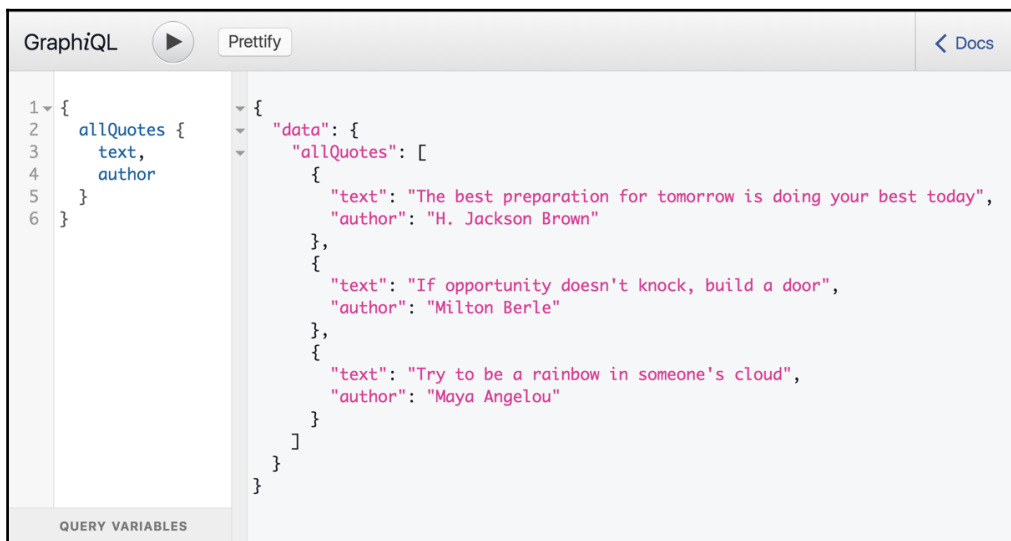 GraphiQL Prettify Docs
1 {
2 allQuotes {
3 text,
4 author
5 }
6 }
{
"data": {
"allQuotes": [
{
"text": "The best preparation for tomorrow is doing your best today",
"author": "H. Jackson Brown"
},
{
"text": "If opportunity doesn't knock, build a door",
"author": "Milton Berle"
},
{
"text": "Try to be a rainbow in someone's cloud",
"author": "Maya Angelou"
}
]
}
}
QUERY VARIABLES